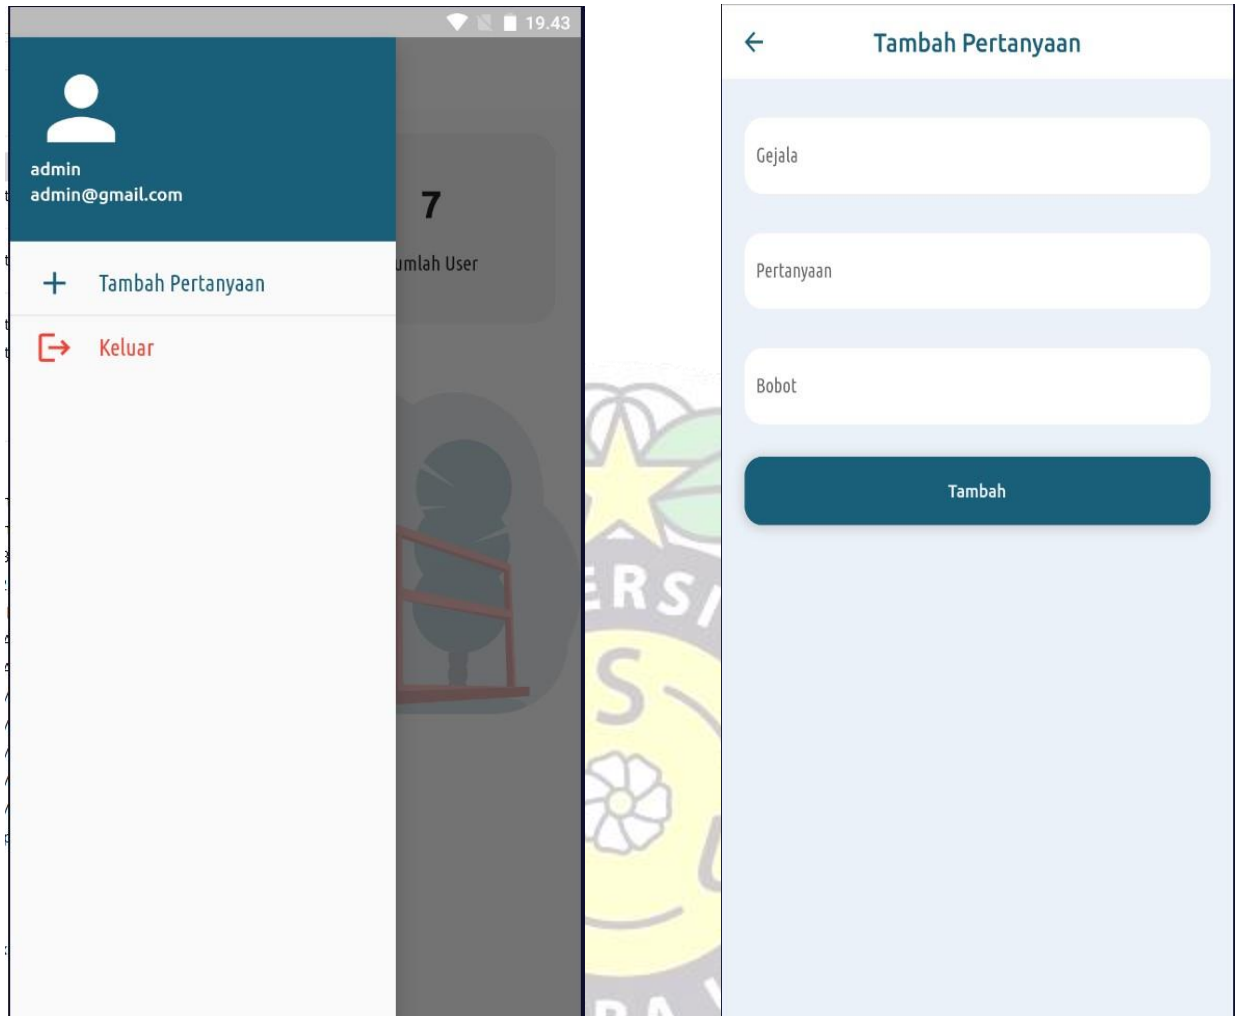 19.43
admin
admin@gmail.com
7
umlah User
Tambah Pertanyaan
Keluar
Tambah Pertanyaan
Gejala
Pertanyaan
Bobot
Tambah
ERSI
S
U